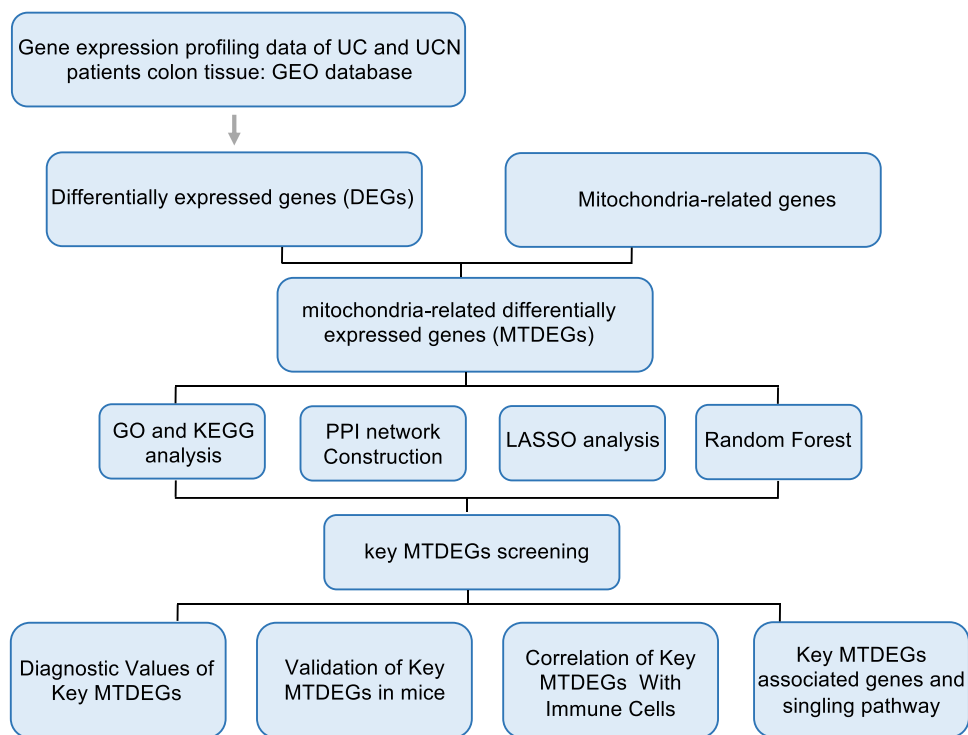 Gene expression profiling data of UC and UCN
patients colon tissue: GEO database
Differentially expressed genes (DEGs)
Mitochondria-related genes
mitochondria-related differentially
expressed genes (MTDEGs)
GO and KEGG
analysis
PPI network
Construction
LASSO analysis
Random Forest
key MTDEGs screening
Diagnostic Values of
Key MTDEGs
Validation of Key
MTDEGs in mice
Correlation of Key
MTDEGs With
Immune Cells
Key MTDEGs
associated genes and
singling pathway